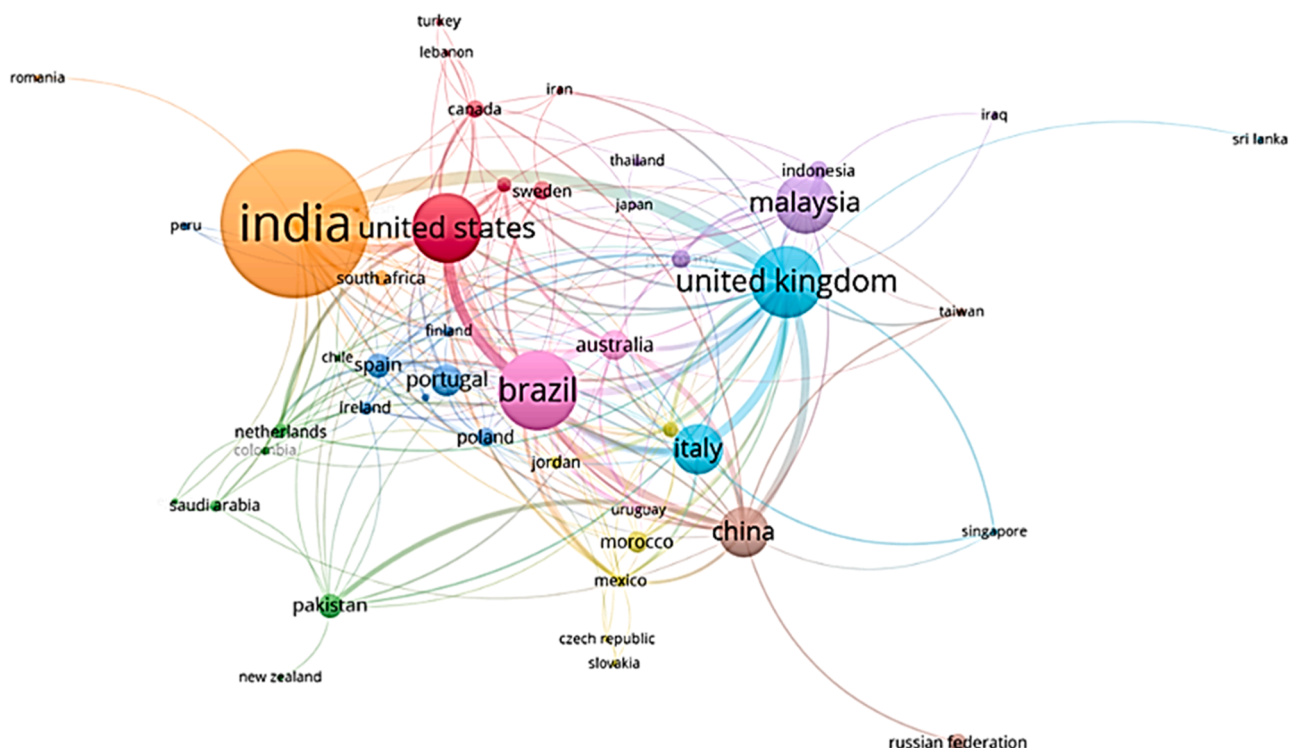 turkey
lebanon
romania
iran
canada
iraq
sri lanka
thailand
indonesia
sweden
malaysia
japan
india
united states
peru
germany
south africa
united kingdom
taiwan
finland
australia
chile
spain
portugal
brazil
ireland
netherlands
poland
colombia
italy
jordan
saudi arabia
uruguay
china
singapore
morocco
mexico
pakistan
czech republic
slovakia
new zealand
russian federation